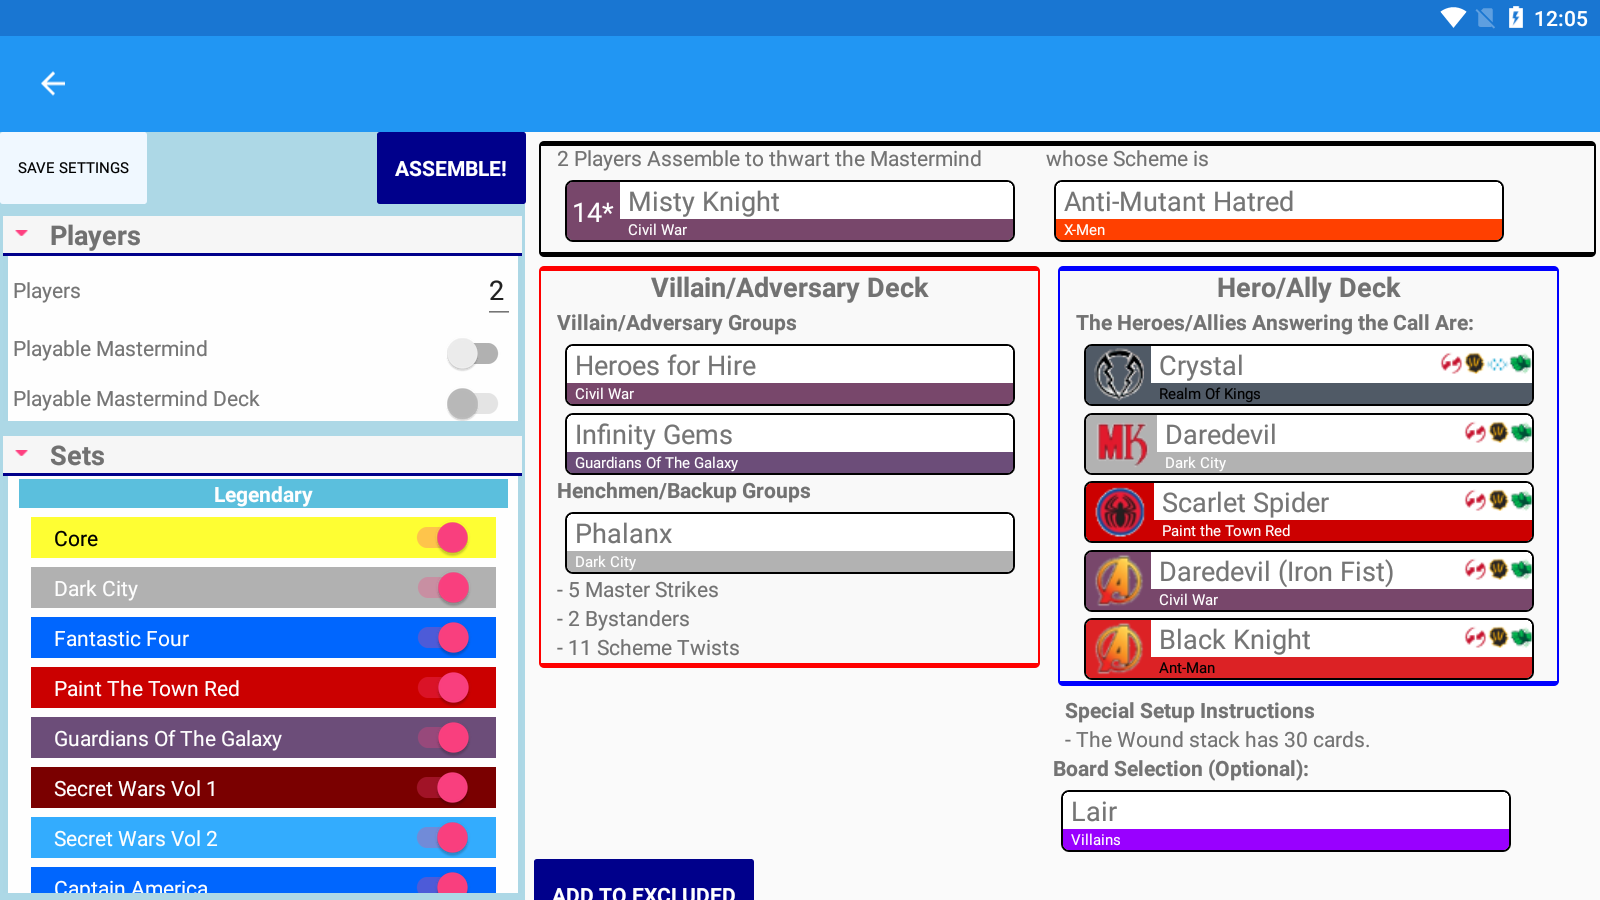 12:05
SAVE SETTINGS
ASSEMBLE!
Players
Players
2
Playable Mastermind
Playable Mastermind Deck
Sets
Legendary
Core
Dark City
Fantastic Four
Paint The Town Red
Guardians Of The Galaxy
Secret Wars Vol 1
Secret Wars Vol 2
Captain America
2 Players Assemble to thwart the Mastermind
14*
Misty Knight
Civil War
whose Scheme is
Anti-Mutant Hatred
X-Men
Villain/Adversary Deck
Villain/Adversary Groups
Heroes for Hire
Civil War
Infinity Gems
Guardians Of The Galaxy
Henchmen/Backup Groups
Phalanx
Dark City
- 5 Master Strikes
- 2 Bystanders
- 11 Scheme Twists
Hero/Ally Deck
The Heroes/Allies Answering the Call Are:
Crystal
Realm Of Kings
MK
Daredevil
Dark City
Scarlet Spider
Paint the Town Red
Daredevil (Iron Fist)
Civil War
Black Knight
Ant-Man
Special Setup Instructions
- The Wound stack has 30 cards.
Board Selection (Optional):
Lair
Villains
ADD TO EXCLUDED